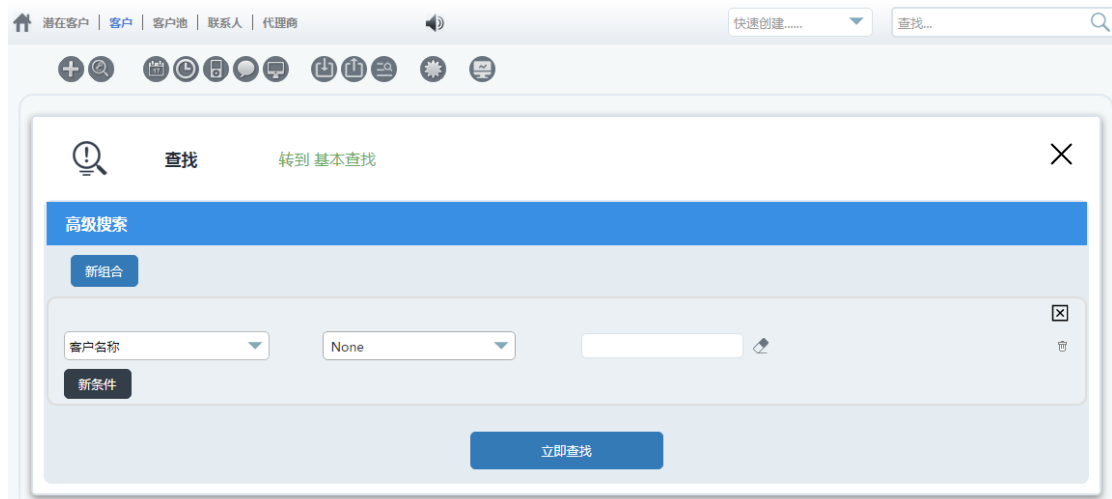 潜在客户 | 客户 | 客户池 | 联系人 | 代理商 快速创建...... 查找...
查找 转到 基本查找
高级搜索
新组合
客户名称 None
新条件
立即查找